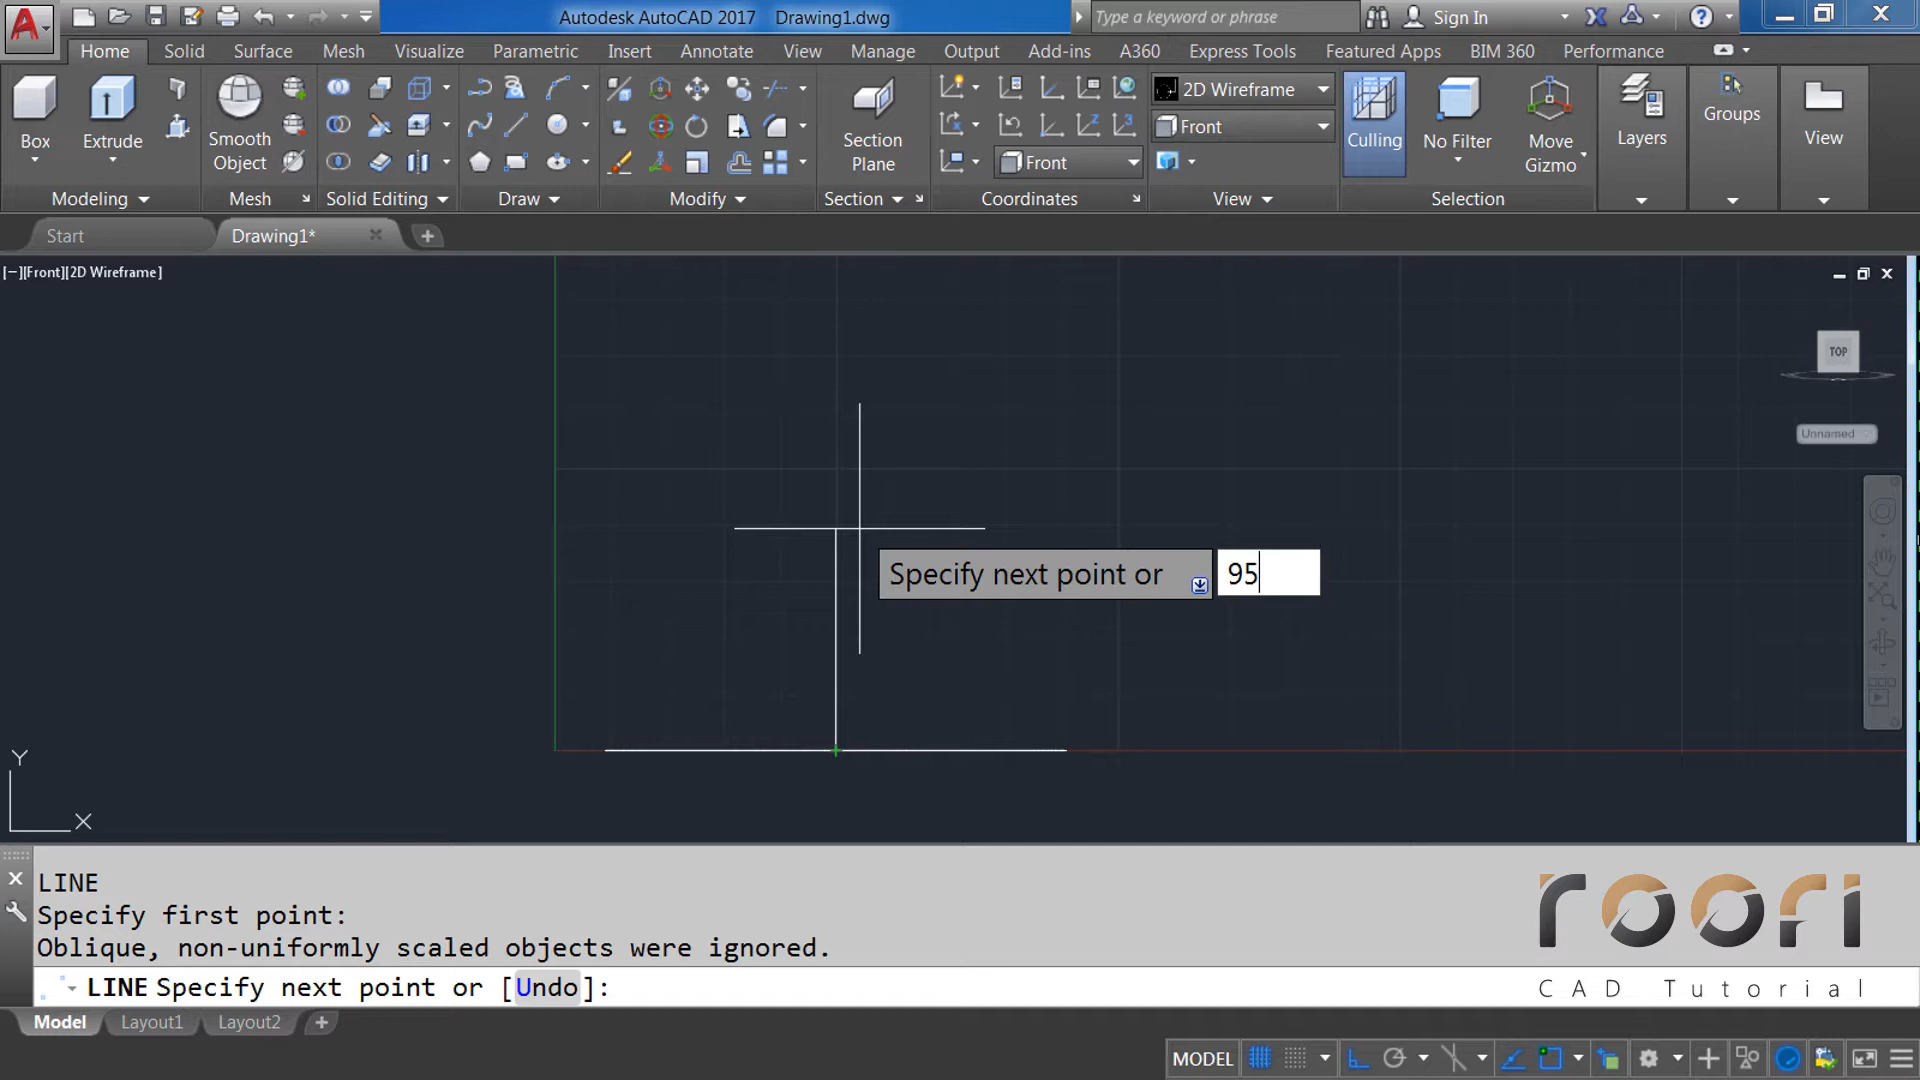 Autodesk AutoCAD 2017 Drawing1.dwg
Type a keyword or phrase
Sign In
Home Solid Surface Mesh Visualize Parametric Insert Annotate View Manage Output Add-ins A360 Express Tools Featured Apps BIM 360 Performance
Box
Extrude
Smooth
Object
Section
Plane
2D Wireframe
Front
Front
Culling
No Filter
Move
Gizmo
Layers
Groups
View
Modeling Mesh Solid Editing Draw Modify Section Coordinates View Selection
Start
Drawing1*
[−][Front][2D Wireframe]
TOP
Unnamed
Specify next point or 95
Y
X
LINE
Specify first point:
Oblique, non-uniformly scaled objects were ignored.
LINE Specify next point or [Undo]:
roofi
CAD Tutorial
Model Layout1 Layout2
MODEL